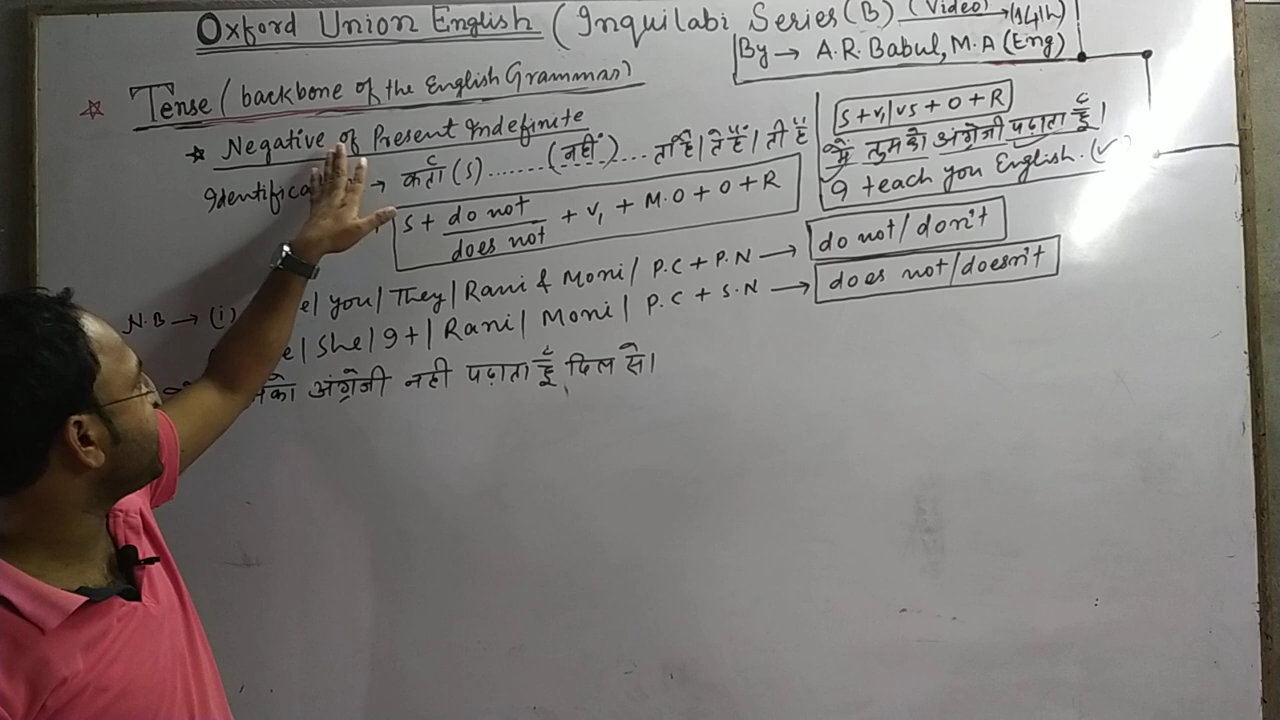 Oxford Union English (Inquilabi Series (B) (Video) → (14th)
By → A.R. Babul, M.A (Eng)
☆ Tense (backbone of the English Grammar)
☆ Negative of Present Indefinite
→ कर्ता (S) ....... (नहीं) .... ता है। ते हैं। ती हैं
S + do not / does not + V₁ + M.O + O + R
S + V₁/V5 + O + R
मैं तुमको अंग्रेजी पढ़ाता हूँ।
I teach you English. (✓)
N.B → (i) / you / They / Rani & Moni / P.C + P.N → do not / don't
/ She / It / Rani / Moni / P.C + S.N → does not / doesn't
अंग्रेजी नही पढ़ाता हूँ दिल से।